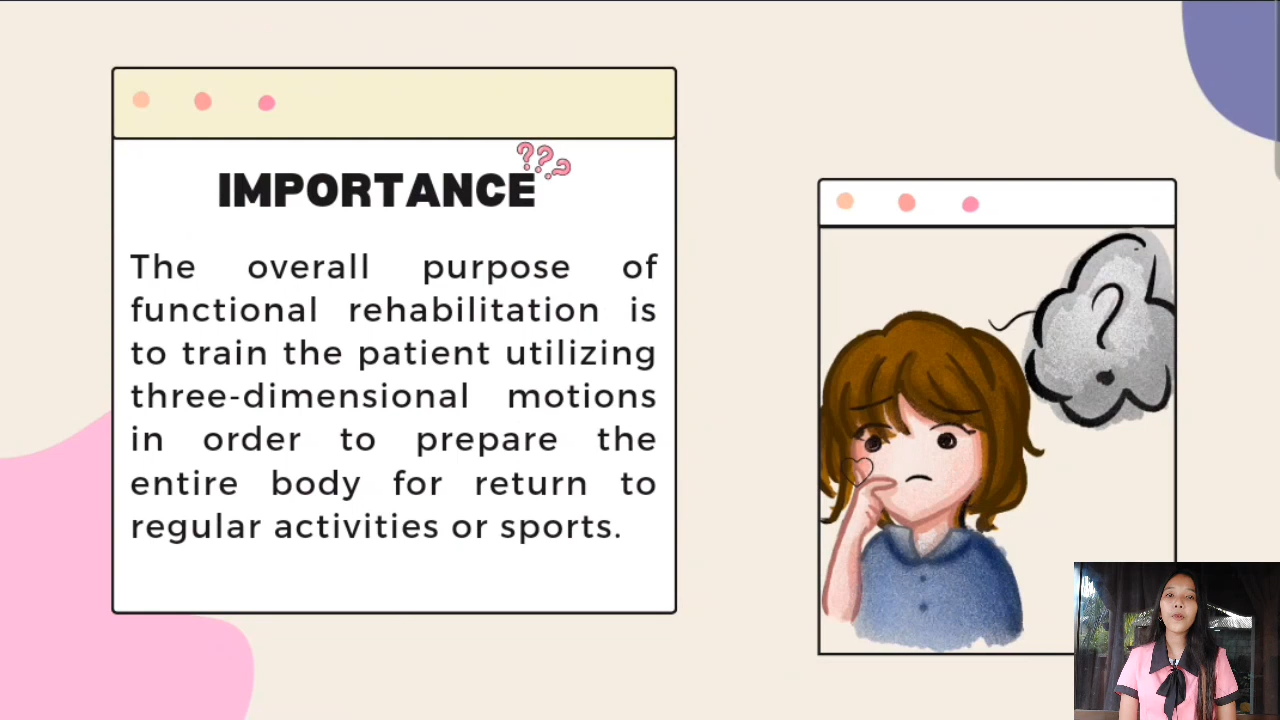 ???
IMPORTANCE
The overall purpose of
functional rehabilitation is
to train the patient utilizing
three-dimensional motions
in order to prepare the
entire body for return to
regular activities or sports.
?